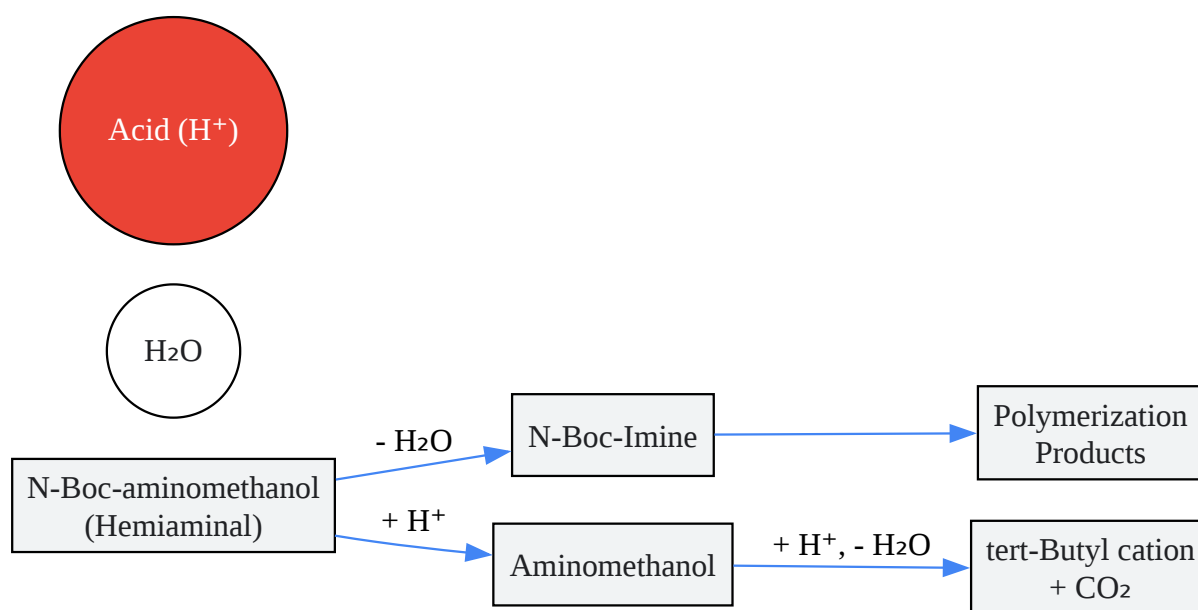 Acid (H⁺)
H₂O
N-Boc-aminomethanol
(Hemiaminal)
- H₂O
+ H⁺
N-Boc-Imine
Aminomethanol
+ H⁺, - H₂O
Polymerization
Products
tert-Butyl cation
+ CO₂